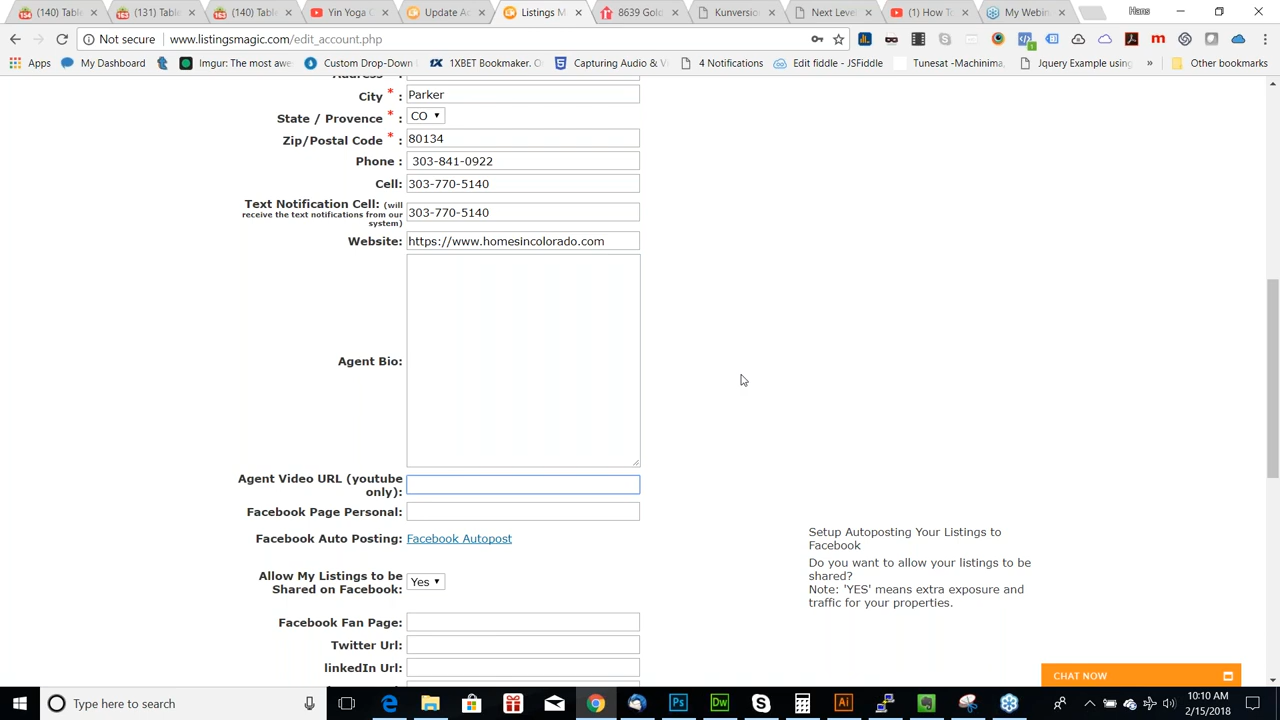 (140) Table
(131) Table
(140) Table
Yin Yoga C
Update Ac
Listings M
8639 Gold
Kunversion
Next Level
(1) How T
My Webin
Hans
Not secure www.listingsmagic.com/edit_account.php
Apps My Dashboard Imgur: The most awe Custom Drop-Down 1XBET Bookmaker. O Capturing Audio & Vi 4 Notifications Edit fiddle - JSFiddle Tunesat - Machinima, Jquery Example using » Other bookmarks
Address :
City * : Parker
State / Provence * : CO
Zip/Postal Code * : 80134
Phone : 303-841-0922
Cell: 303-770-5140
Text Notification Cell: (will
receive the text notifications from our
system)
303-770-5140
Website: https://www.homesincolorado.com
Agent Bio:
Agent Video URL (youtube
only):
Facebook Page Personal:
Facebook Auto Posting: Facebook Autopost
Setup Autoposting Your Listings to
Facebook
Allow My Listings to be
Shared on Facebook:
Yes
Do you want to allow your listings to be
shared?
Note: 'YES' means extra exposure and
traffic for your properties.
Facebook Fan Page:
Twitter Url:
linkedIn Url:
CHAT NOW
Type here to search
10:10 AM
2/15/2018